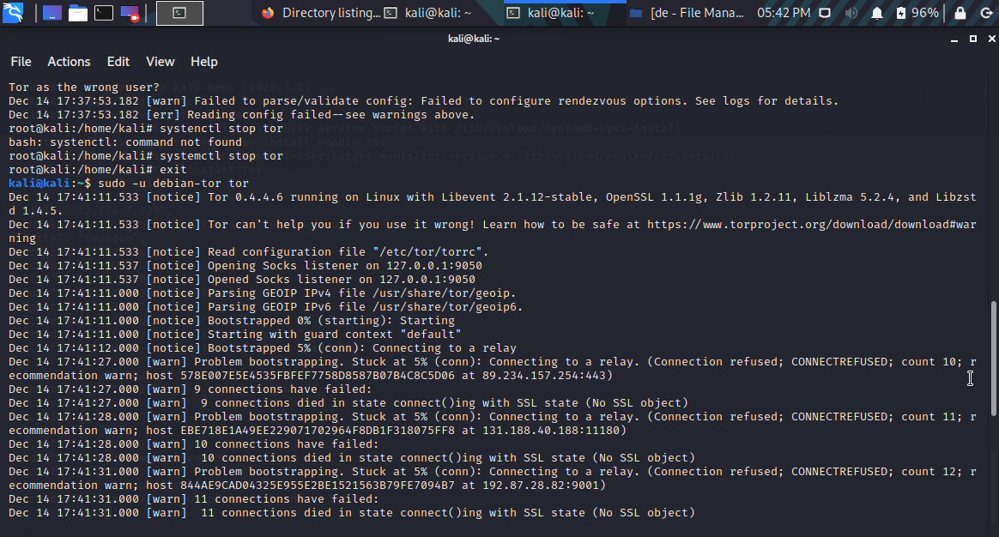 Directory listing...
kali@kali: ~
kali@kali: ~
[de - File Mana...
05:42 PM
96%
kali@kali: ~
File Actions Edit View Help
Tor as the wrong user?
Dec 14 17:37:53.182 [warn] Failed to parse/validate config: Failed to configure rendezvous options. See logs for details.
Dec 14 17:37:53.182 [err] Reading config failed--see warnings above.
root@kali:/home/kali# systenctl stop tor
bash: systenctl: command not found
root@kali:/home/kali# systemctl stop tor
root@kali:/home/kali# exit
kali@kali:~$ sudo -u debian-tor tor
Dec 14 17:41:11.533 [notice] Tor 0.4.4.6 running on Linux with Libevent 2.1.12-stable, OpenSSL 1.1.1g, Zlib 1.2.11, Liblzma 5.2.4, and Libzst
d 1.4.5.
Dec 14 17:41:11.533 [notice] Tor can't help you if you use it wrong! Learn how to be safe at https://www.torproject.org/download/download#war
ning
Dec 14 17:41:11.533 [notice] Read configuration file "/etc/tor/torrc".
Dec 14 17:41:11.537 [notice] Opening Socks listener on 127.0.0.1:9050
Dec 14 17:41:11.537 [notice] Opened Socks listener on 127.0.0.1:9050
Dec 14 17:41:11.000 [notice] Parsing GEOIP IPv4 file /usr/share/tor/geoip.
Dec 14 17:41:11.000 [notice] Parsing GEOIP IPv6 file /usr/share/tor/geoip6.
Dec 14 17:41:11.000 [notice] Bootstrapped 0% (starting): Starting
Dec 14 17:41:11.000 [notice] Starting with guard context "default"
Dec 14 17:41:12.000 [notice] Bootstrapped 5% (conn): Connecting to a relay
Dec 14 17:41:27.000 [warn] Problem bootstrapping. Stuck at 5% (conn): Connecting to a relay. (Connection refused; CONNECTREFUSED; count 10; r
ecommendation warn; host 578E007E5E4535FBFEF7758D8587B07B4C8C5D06 at 89.234.157.254:443)
Dec 14 17:41:27.000 [warn] 9 connections have failed:
Dec 14 17:41:27.000 [warn]  9 connections died in state connect()ing with SSL state (No SSL object)
Dec 14 17:41:28.000 [warn] Problem bootstrapping. Stuck at 5% (conn): Connecting to a relay. (Connection refused; CONNECTREFUSED; count 11; r
ecommendation warn; host EBE718E1A49EE229071702964F8DB1F318075FF8 at 131.188.40.188:11180)
Dec 14 17:41:28.000 [warn] 10 connections have failed:
Dec 14 17:41:28.000 [warn]  10 connections died in state connect()ing with SSL state (No SSL object)
Dec 14 17:41:31.000 [warn] Problem bootstrapping. Stuck at 5% (conn): Connecting to a relay. (Connection refused; CONNECTREFUSED; count 12; r
ecommendation warn; host 844AE9CAD04325E955E2BE1521563B79FE7094B7 at 192.87.28.82:9001)
Dec 14 17:41:31.000 [warn] 11 connections have failed:
Dec 14 17:41:31.000 [warn]  11 connections died in state connect()ing with SSL state (No SSL object)